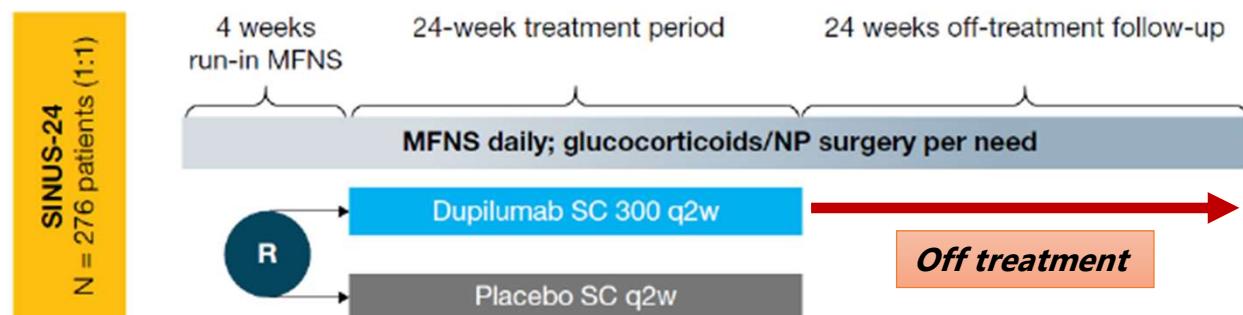 SINUS-24
N = 276 patients (1:1)
4 weeks
run-in MFNS
24-week treatment period
24 weeks off-treatment follow-up
MFNS daily; glucocorticoids/NP surgery per need
R
Dupilumab SC 300 q2w
Placebo SC q2w
Off treatment